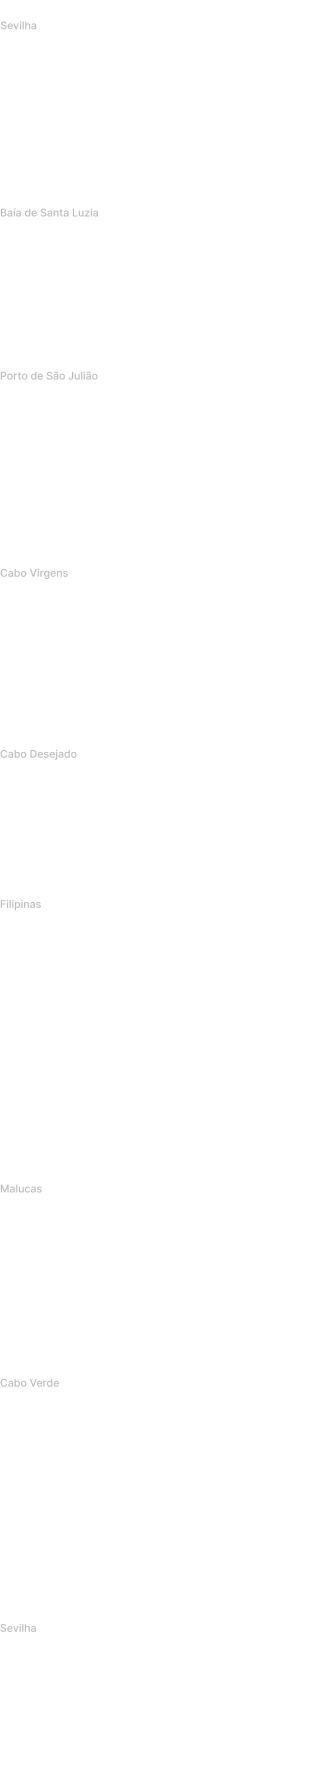 Sevilha
Baía de Santa Luzia
Porto de São Julião
Cabo Virgens
Cabo Desejado
Filipinas
Malucas
Cabo Verde
Sevilha